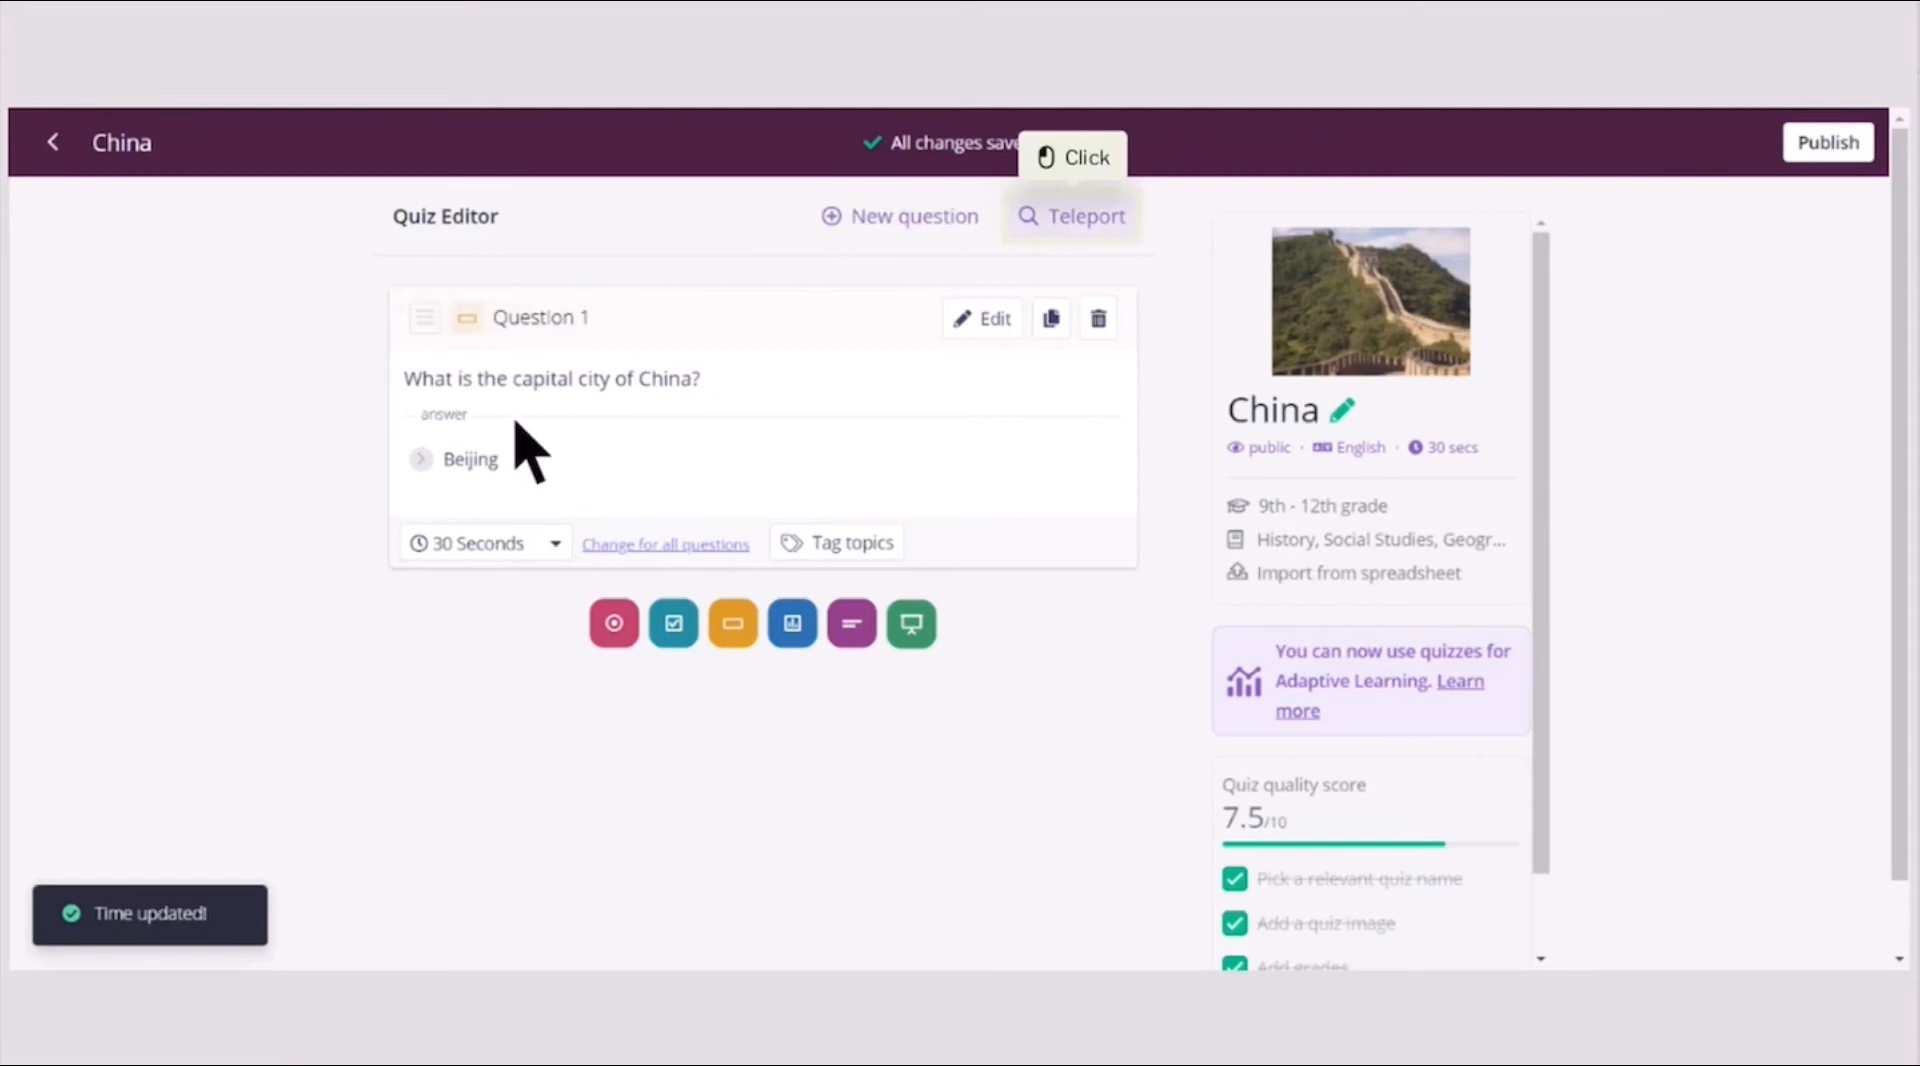 China
All changes save
Click
Publish
Quiz Editor
New question
Teleport
Question 1
Edit
What is the capital city of China?
answer
Beijing
30 Seconds
Change for all questions
Tag topics
China
public · English · 30 secs
9th - 12th grade
History, Social Studies, Geogr...
Import from spreadsheet
You can now use quizzes for
Adaptive Learning. Learn
more
Quiz quality score
7.5/10
Pick a relevant quiz name
Add a quiz image
Add grades
Time updated!